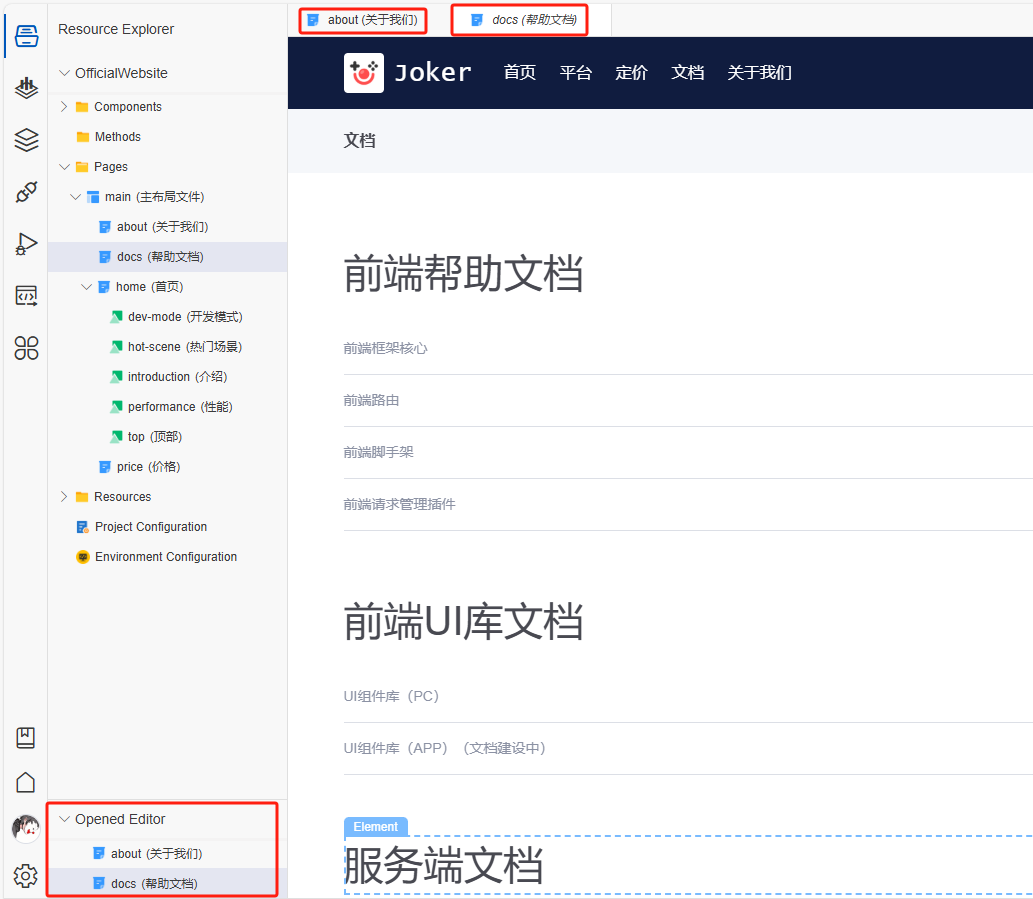 Resource Explorer
OfficialWebsite
Components
Methods
Pages
main (主布局文件)
about (关于我们)
docs (帮助文档)
home (首页)
dev-mode (开发模式)
hot-scene (热门场景)
introduction (介绍)
performance (性能)
top (顶部)
price (价格)
Resources
Project Configuration
Environment Configuration
Opened Editor
about (关于我们)
docs (帮助文档)
about (关于我们) docs (帮助文档)
Joker 首页 平台 定价 文档 关于我们
文档
前端帮助文档
前端框架核心
前端路由
前端脚手架
前端请求管理插件
前端UI库文档
UI组件库（PC）
UI组件库（APP）（文档建设中）
Element
服务端文档